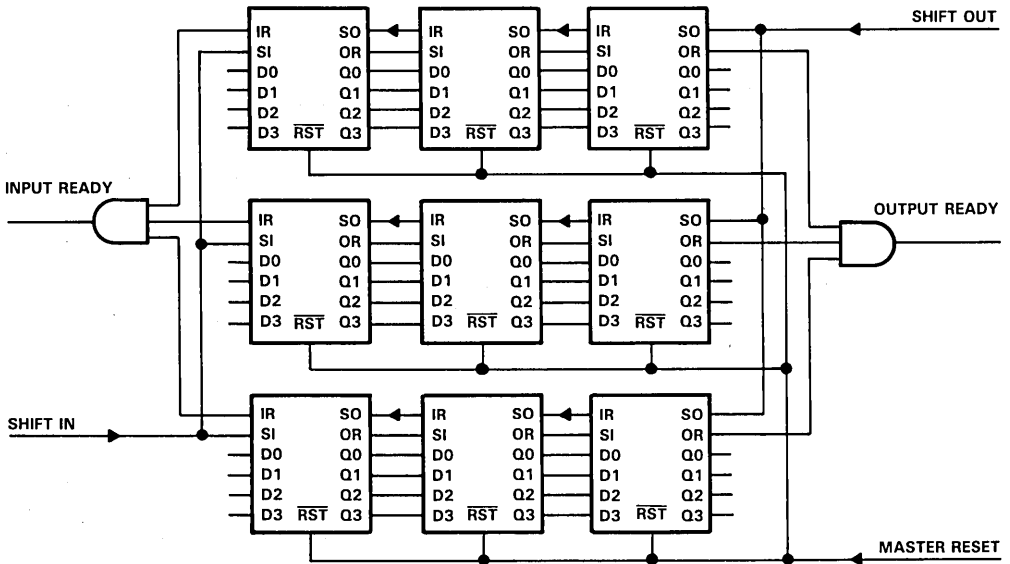 SHIFT OUT
IR SO IR SO IR SO
SI OR SI OR SI OR
D0 Q0 D0 Q0 D0 Q0
D1 Q1 D1 Q1 D1 Q1
D2 Q2 D2 Q2 D2 Q2
D3 RST Q3 D3 RST Q3 D3 RST Q3
INPUT READY
OUTPUT READY
IR SO IR SO IR SO
SI OR SI OR SI OR
D0 Q0 D0 Q0 D0 Q0
D1 Q1 D1 Q1 D1 Q1
D2 Q2 D2 Q2 D2 Q2
D3 RST Q3 D3 RST Q3 D3 RST Q3
SHIFT IN
IR SO IR SO IR SO
SI OR SI OR SI OR
D0 Q0 D0 Q0 D0 Q0
D1 Q1 D1 Q1 D1 Q1
D2 Q2 D2 Q2 D2 Q2
D3 RST Q3 D3 RST Q3 D3 RST Q3
MASTER RESET